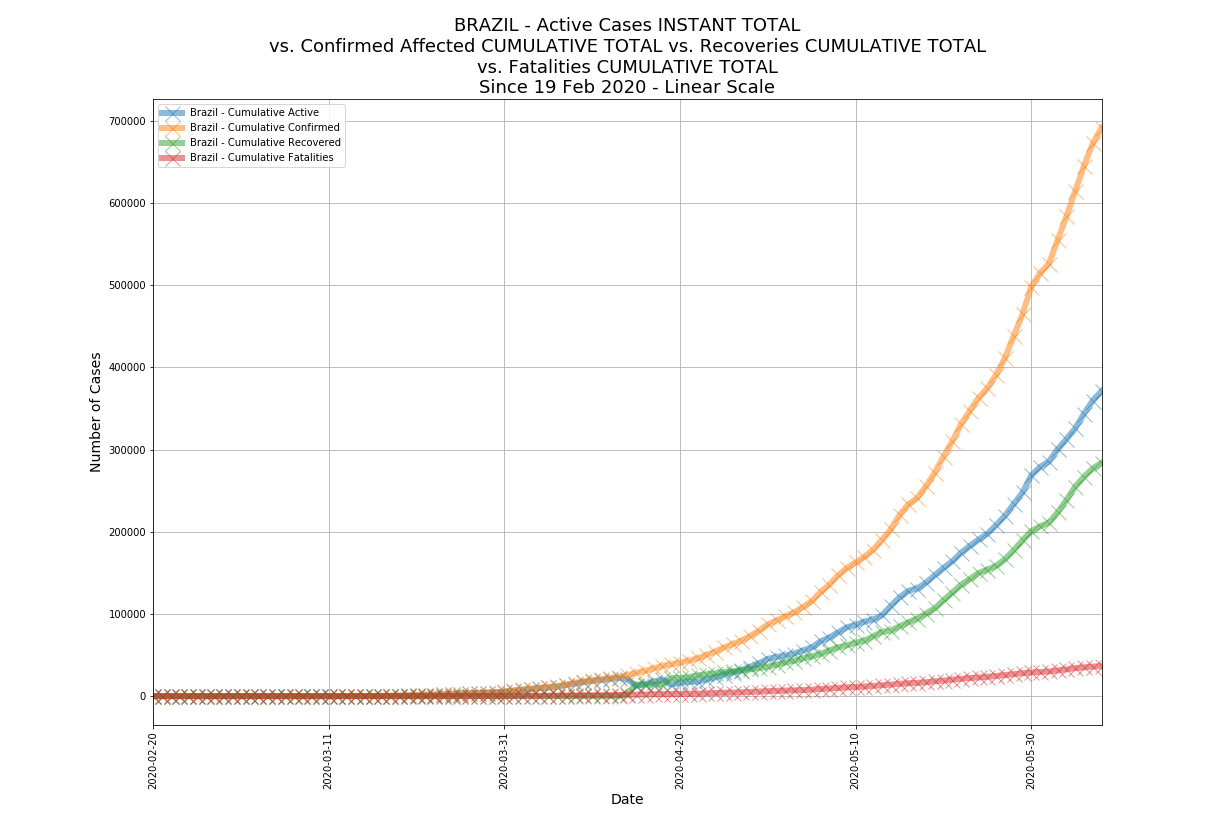 BRAZIL - Active Cases INSTANT TOTAL
vs. Confirmed Affected CUMULATIVE TOTAL vs. Recoveries CUMULATIVE TOTAL
vs. Fatalities CUMULATIVE TOTAL
Since 19 Feb 2020 - Linear Scale
Brazil - Cumulative Active
Brazil - Cumulative Confirmed
Brazil - Cumulative Recovered
Brazil - Cumulative Fatalities
Number of Cases
700000
600000
500000
400000
300000
200000
100000
0
2020-02-20
2020-03-11
2020-03-31
2020-04-20
2020-05-10
2020-05-30
Date